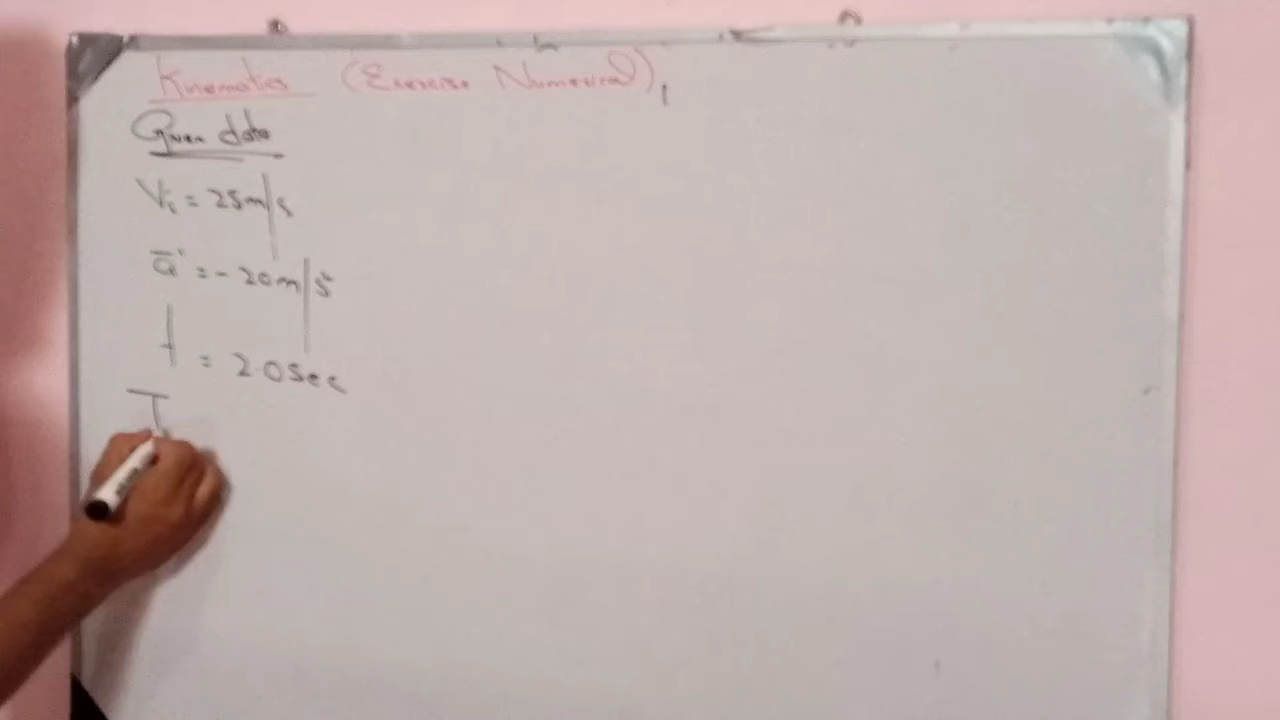 Kinematics (Exercise Numerical),
Given data
Vi = 25m/s
a = -20m/s²
t = 2.0sec
T